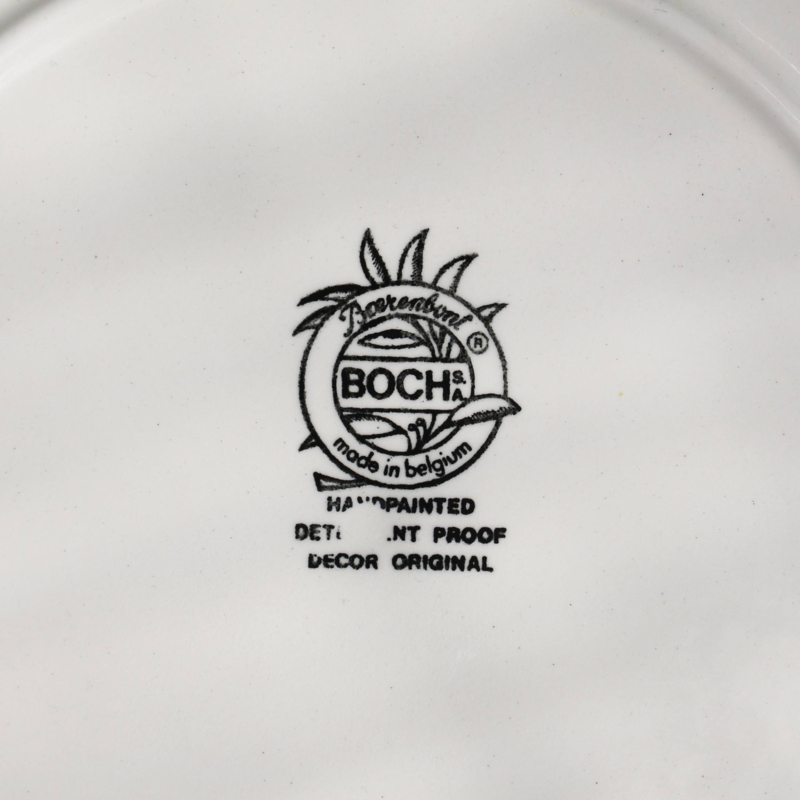 Boerenbont
®
BOCH S.A.
made in belgium
PAINTED
PROOF
DECOR ORIGINAL